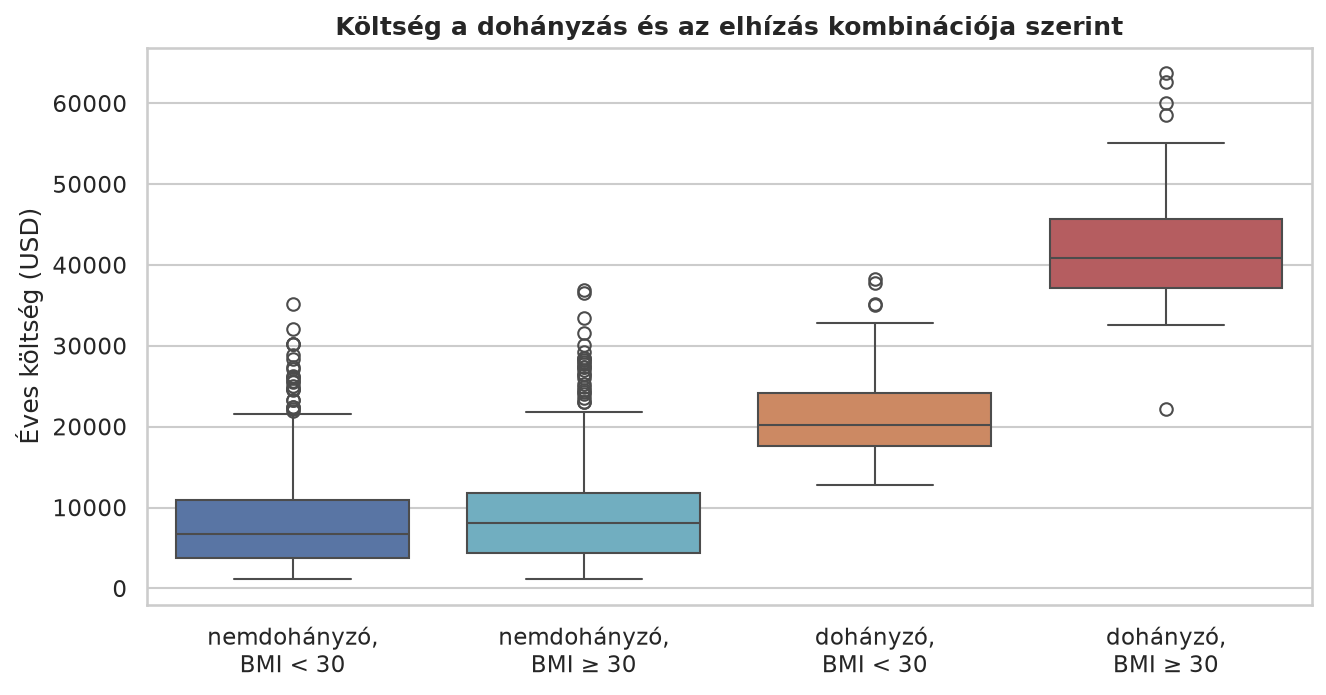 Költség a dohányzás és az elhízás kombinációja szerint
Éves költség (USD)
60000
50000
40000
30000
20000
10000
0
nemdohányzó,
BMI < 30
nemdohányzó,
BMI ≥ 30
dohányzó,
BMI < 30
dohányzó,
BMI ≥ 30